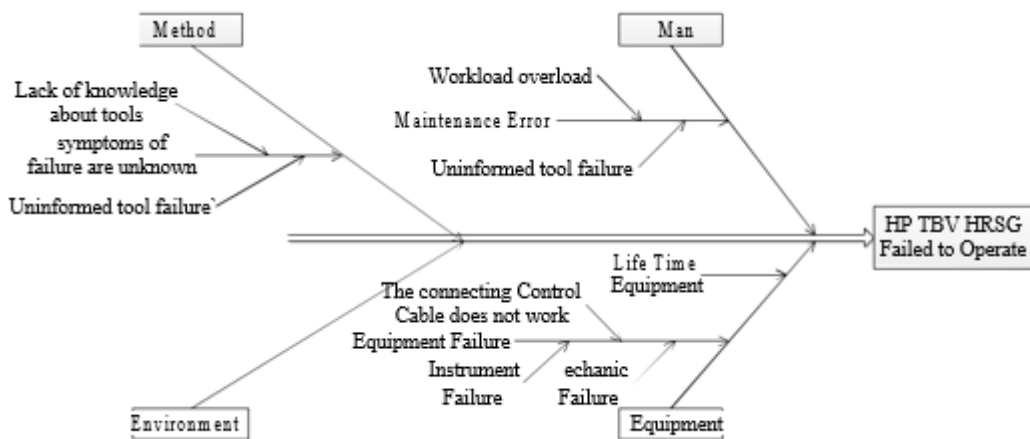 Method
Man
Workload overload
Lack of knowledge
about tools
Maintenance Error
symptoms of
failure are unknown
Uninformed tool failure
Uninformed tool failure`
HP TBV HRSG
Failed to Operate
Life Time
Equipment
The connecting Control
Cable does not work
Equipment Failure
Instrument
Failure
echanic
Failure
Environment
Equipment